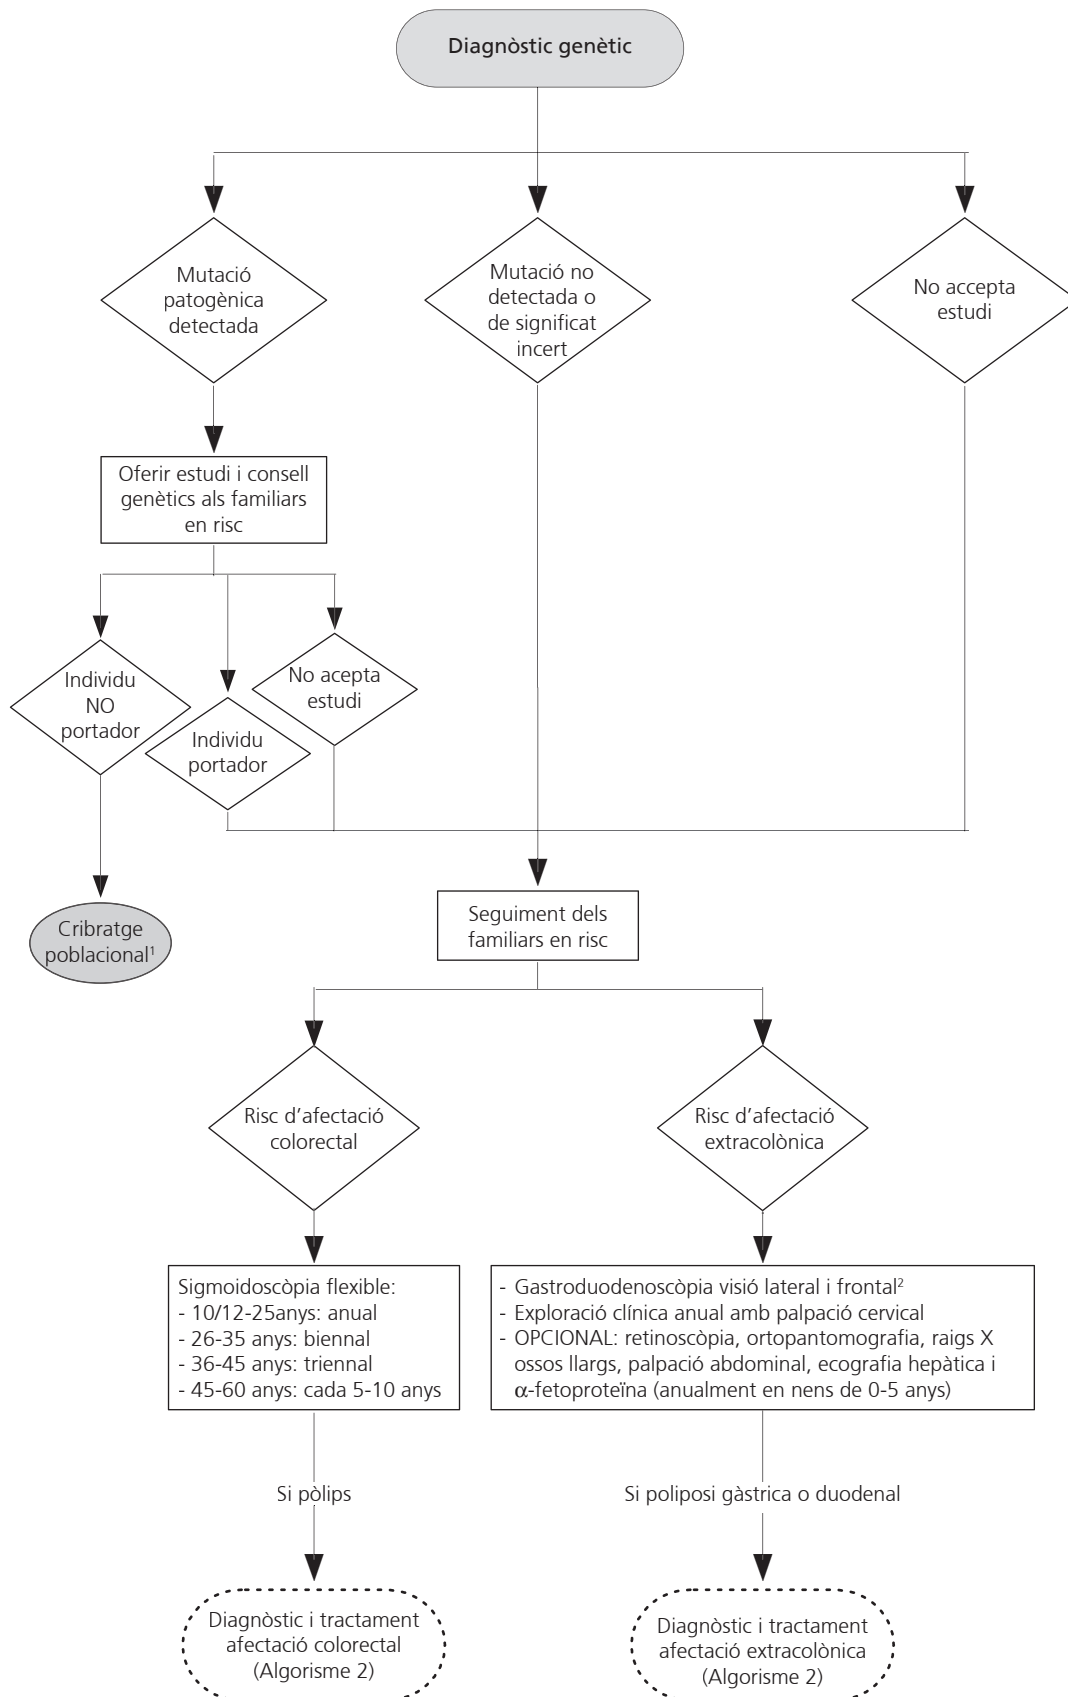 Diagnòstic genètic
Mutació
patogènica
detectada
Mutació no
detectada o
de significat
incert
No accepta
estudi
Oferir estudi i consell
genètics als familiars
en risc
Individu
NO
portador
Individu
portador
No acepta
estudi
Cribratge
poblacional¹
Seguiment dels
familiars en risc
Risc d'afectació
colorectal
Risc d'afectació
extracolònica
Sigmoidoscòpia flexible:
- 10/12-25anys: anual
- 26-35 anys: biennal
- 36-45 anys: triennal
- 45-60 anys: cada 5-10 anys
- Gastroduodenoscòpia visió lateral i frontal²
- Exploració clínica anual amb palpació cervical
- OPCIONAL: retinoscòpia, ortopantomografia, raigs X
ossos llargs, palpació abdominal, ecografia hepàtica i
α-fetoproteïna (anualment en nens de 0-5 anys)
Si pòlips
Si poliposi gàstrica o duodenal
Diagnòstic i tractament
afectació colorectal
(Algorisme 2)
Diagnòstic i tractament
afectació extracolònica
(Algorisme 2)